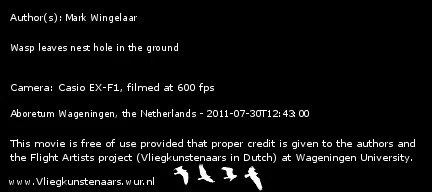 Author(s): Mark Wingelaar
Wasp leaves nest hole in the ground
Camera: Casio EX-F1, filmed at 600 fps
Aboretum Wageningen, the Netherlands - 2011-07-30T12:43:00
This movie is free of use provided that proper credit is given to the authors and
the Flight Artists project (Vliegkunstenaars in Dutch) at Wageningen University.
www.Vliegkunstenaars.wur.nl